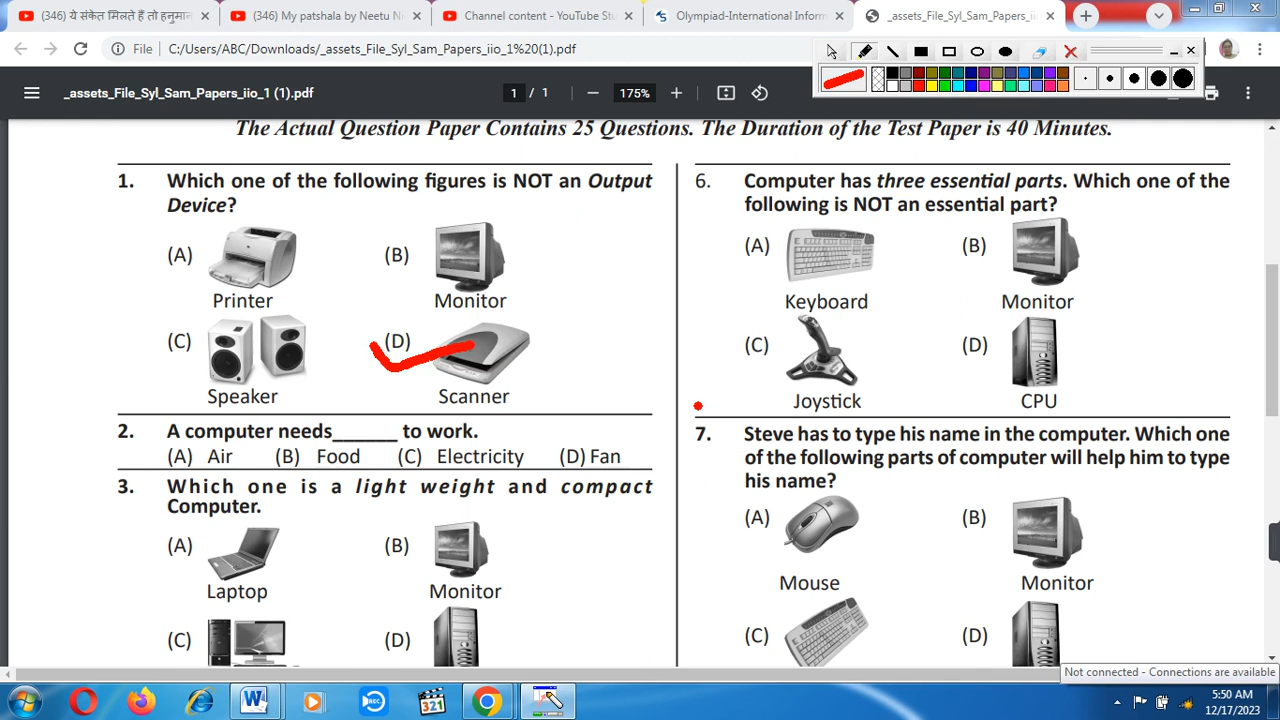 (346) ये संकेत मिलते हैं तो हनुमान
(346) My patshala by Neetu Ni
Channel content - YouTube Stu
Olympiad-International Inform
_assets_File_Syl_Sam_Papers_ii
File
C:/Users/ABC/Downloads/_assets_File_Syl_Sam_Papers_iio_1%20(1).pdf
_assets_File_Syl_Sam_Papers_iio_1 (1).pdf
1 / 1
175%
The Actual Question Paper Contains 25 Questions. The Duration of the Test Paper is 40 Minutes.
1. Which one of the following figures is NOT an Output
Device?
(A)
(B)
Printer
Monitor
(C)
(D)
Speaker
Scanner
2. A computer needs______ to work.
(A) Air (B) Food (C) Electricity (D) Fan
3. Which one is a light weight and compact
Computer.
(A)
(B)
Laptop
Monitor
(C)
(D)
6. Computer has three essential parts. Which one of the
following is NOT an essential part?
(A)
(B)
Keyboard
Monitor
(C)
(D)
Joystick
CPU
7. Steve has to type his name in the computer. Which one
of the following parts of computer will help him to type
his name?
(A)
(B)
Mouse
Monitor
(C)
(D)
Not connected - Connections are available
W
REC
321
5:50 AM
12/17/2023